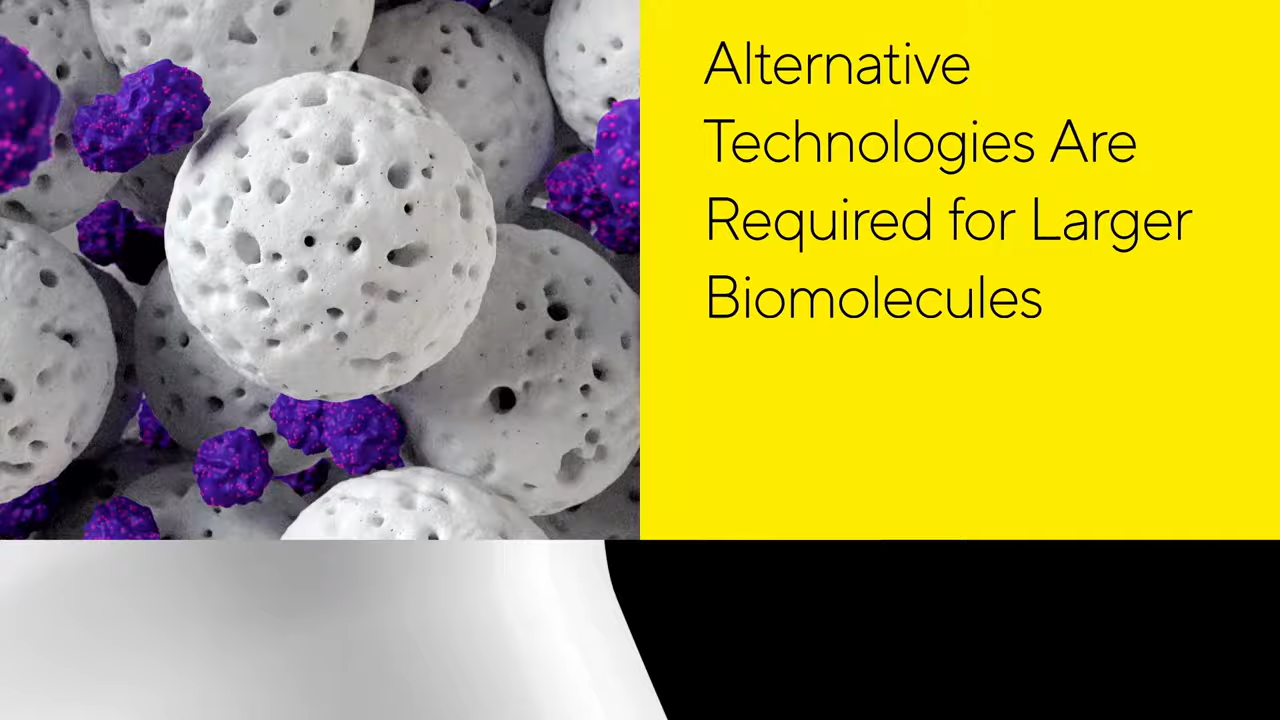 Alternative
Technologies Are
Required for Larger
Biomolecules